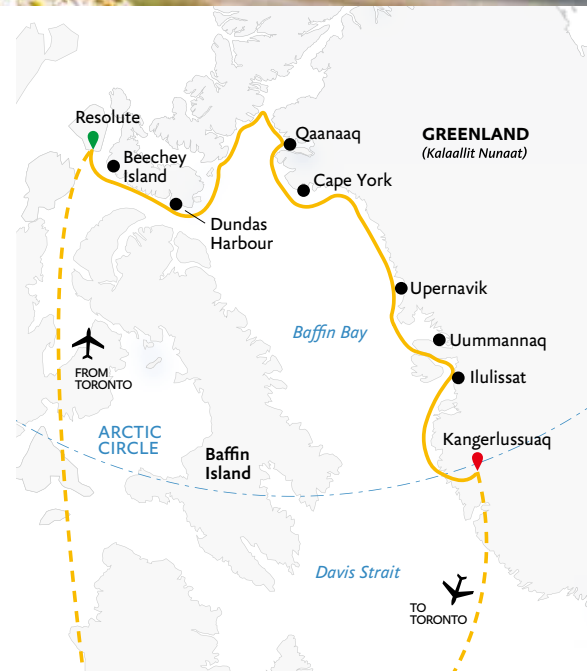 Resolute
Beechey
Island
Dundas
Harbour
Qaanaaq
GREENLAND
(Kalaallit Nunaat)
Cape York
Upernavik
Baffin Bay
Uummannaq
Ilulissat
FROM
TORONTO
ARCTIC
CIRCLE
Baffin
Island
Kangerlussuaq
Davis Strait
TO
TORONTO